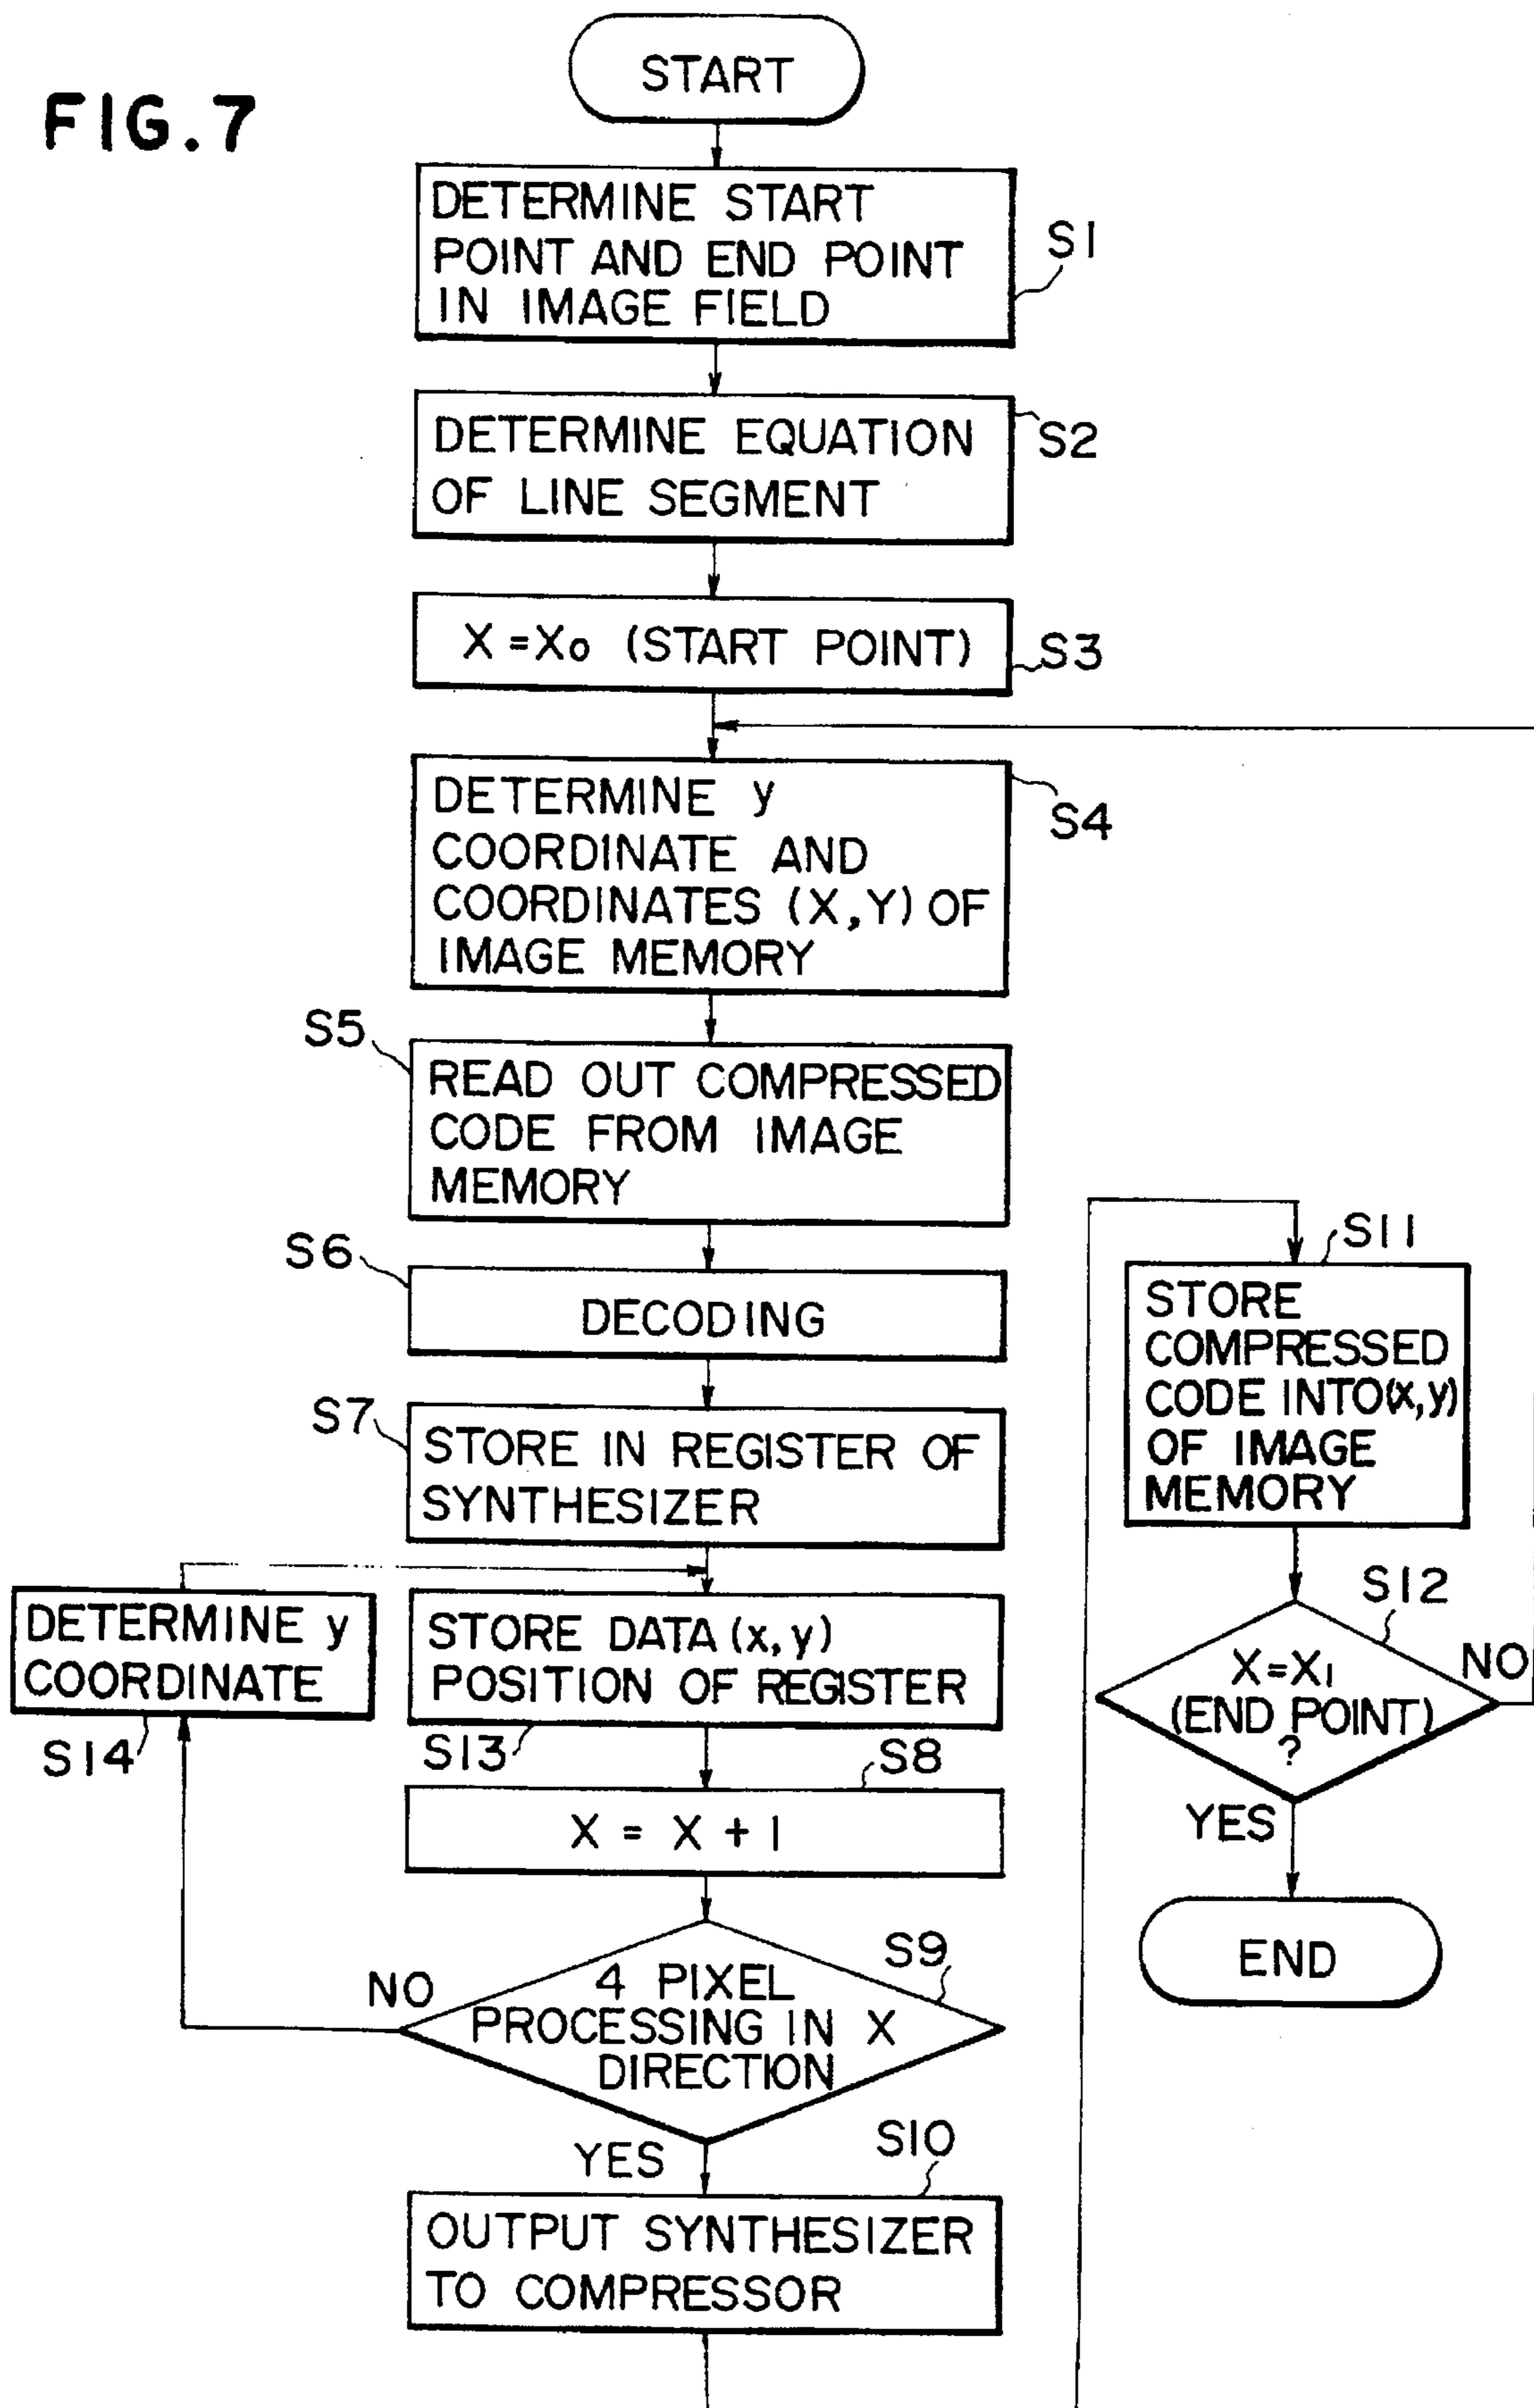 FIG.7
START
DETERMINE START
POINT AND END POINT
IN IMAGE FIELD
S1
DETERMINE EQUATION
OF LINE SEGMENT
S2
X=X0 (START POINT)
S3
DETERMINE y
COORDINATE AND
COORDINATES (X,Y) OF
IMAGE MEMORY
S4
S5
READ OUT COMPRESSED
CODE FROM IMAGE
MEMORY
S6
DECODING
S7
STORE IN REGISTER OF
SYNTHESIZER
DETERMINE y
COORDINATE
S14
STORE DATA (x,y)
POSITION OF REGISTER
S13
S8
X = X + 1
S9
4 PIXEL
PROCESSING IN X
DIRECTION
NO
YES
S10
OUTPUT SYNTHESIZER
TO COMPRESSOR
S11
STORE
COMPRESSED
CODE INTO(x,y)
OF IMAGE
MEMORY
S12
X=X1
(END POINT)
?
NO
YES
END